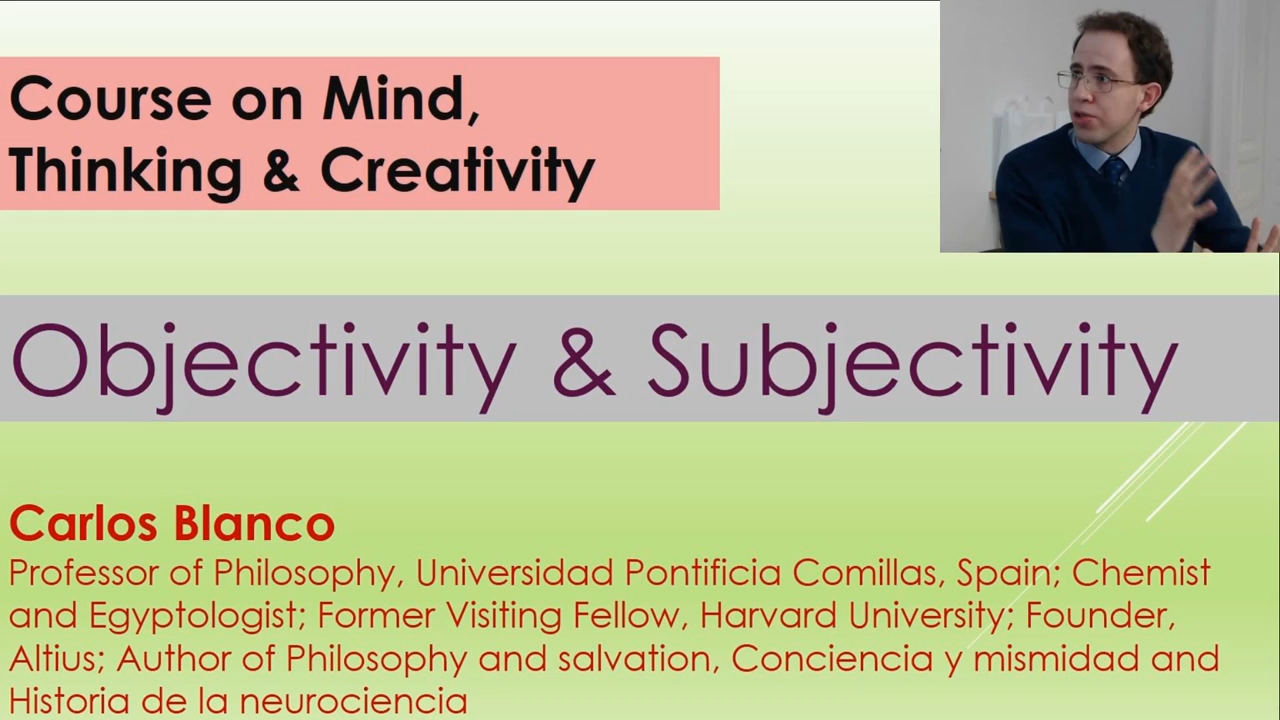 Course on Mind,
Thinking & Creativity
Objectivity & Subjectivity
Carlos Blanco
Professor of Philosophy, Universidad Pontificia Comillas, Spain; Chemist
and Egyptologist; Former Visiting Fellow, Harvard University; Founder,
Altius; Author of Philosophy and salvation, Conciencia y mismidad and
Historia de la neurociencia